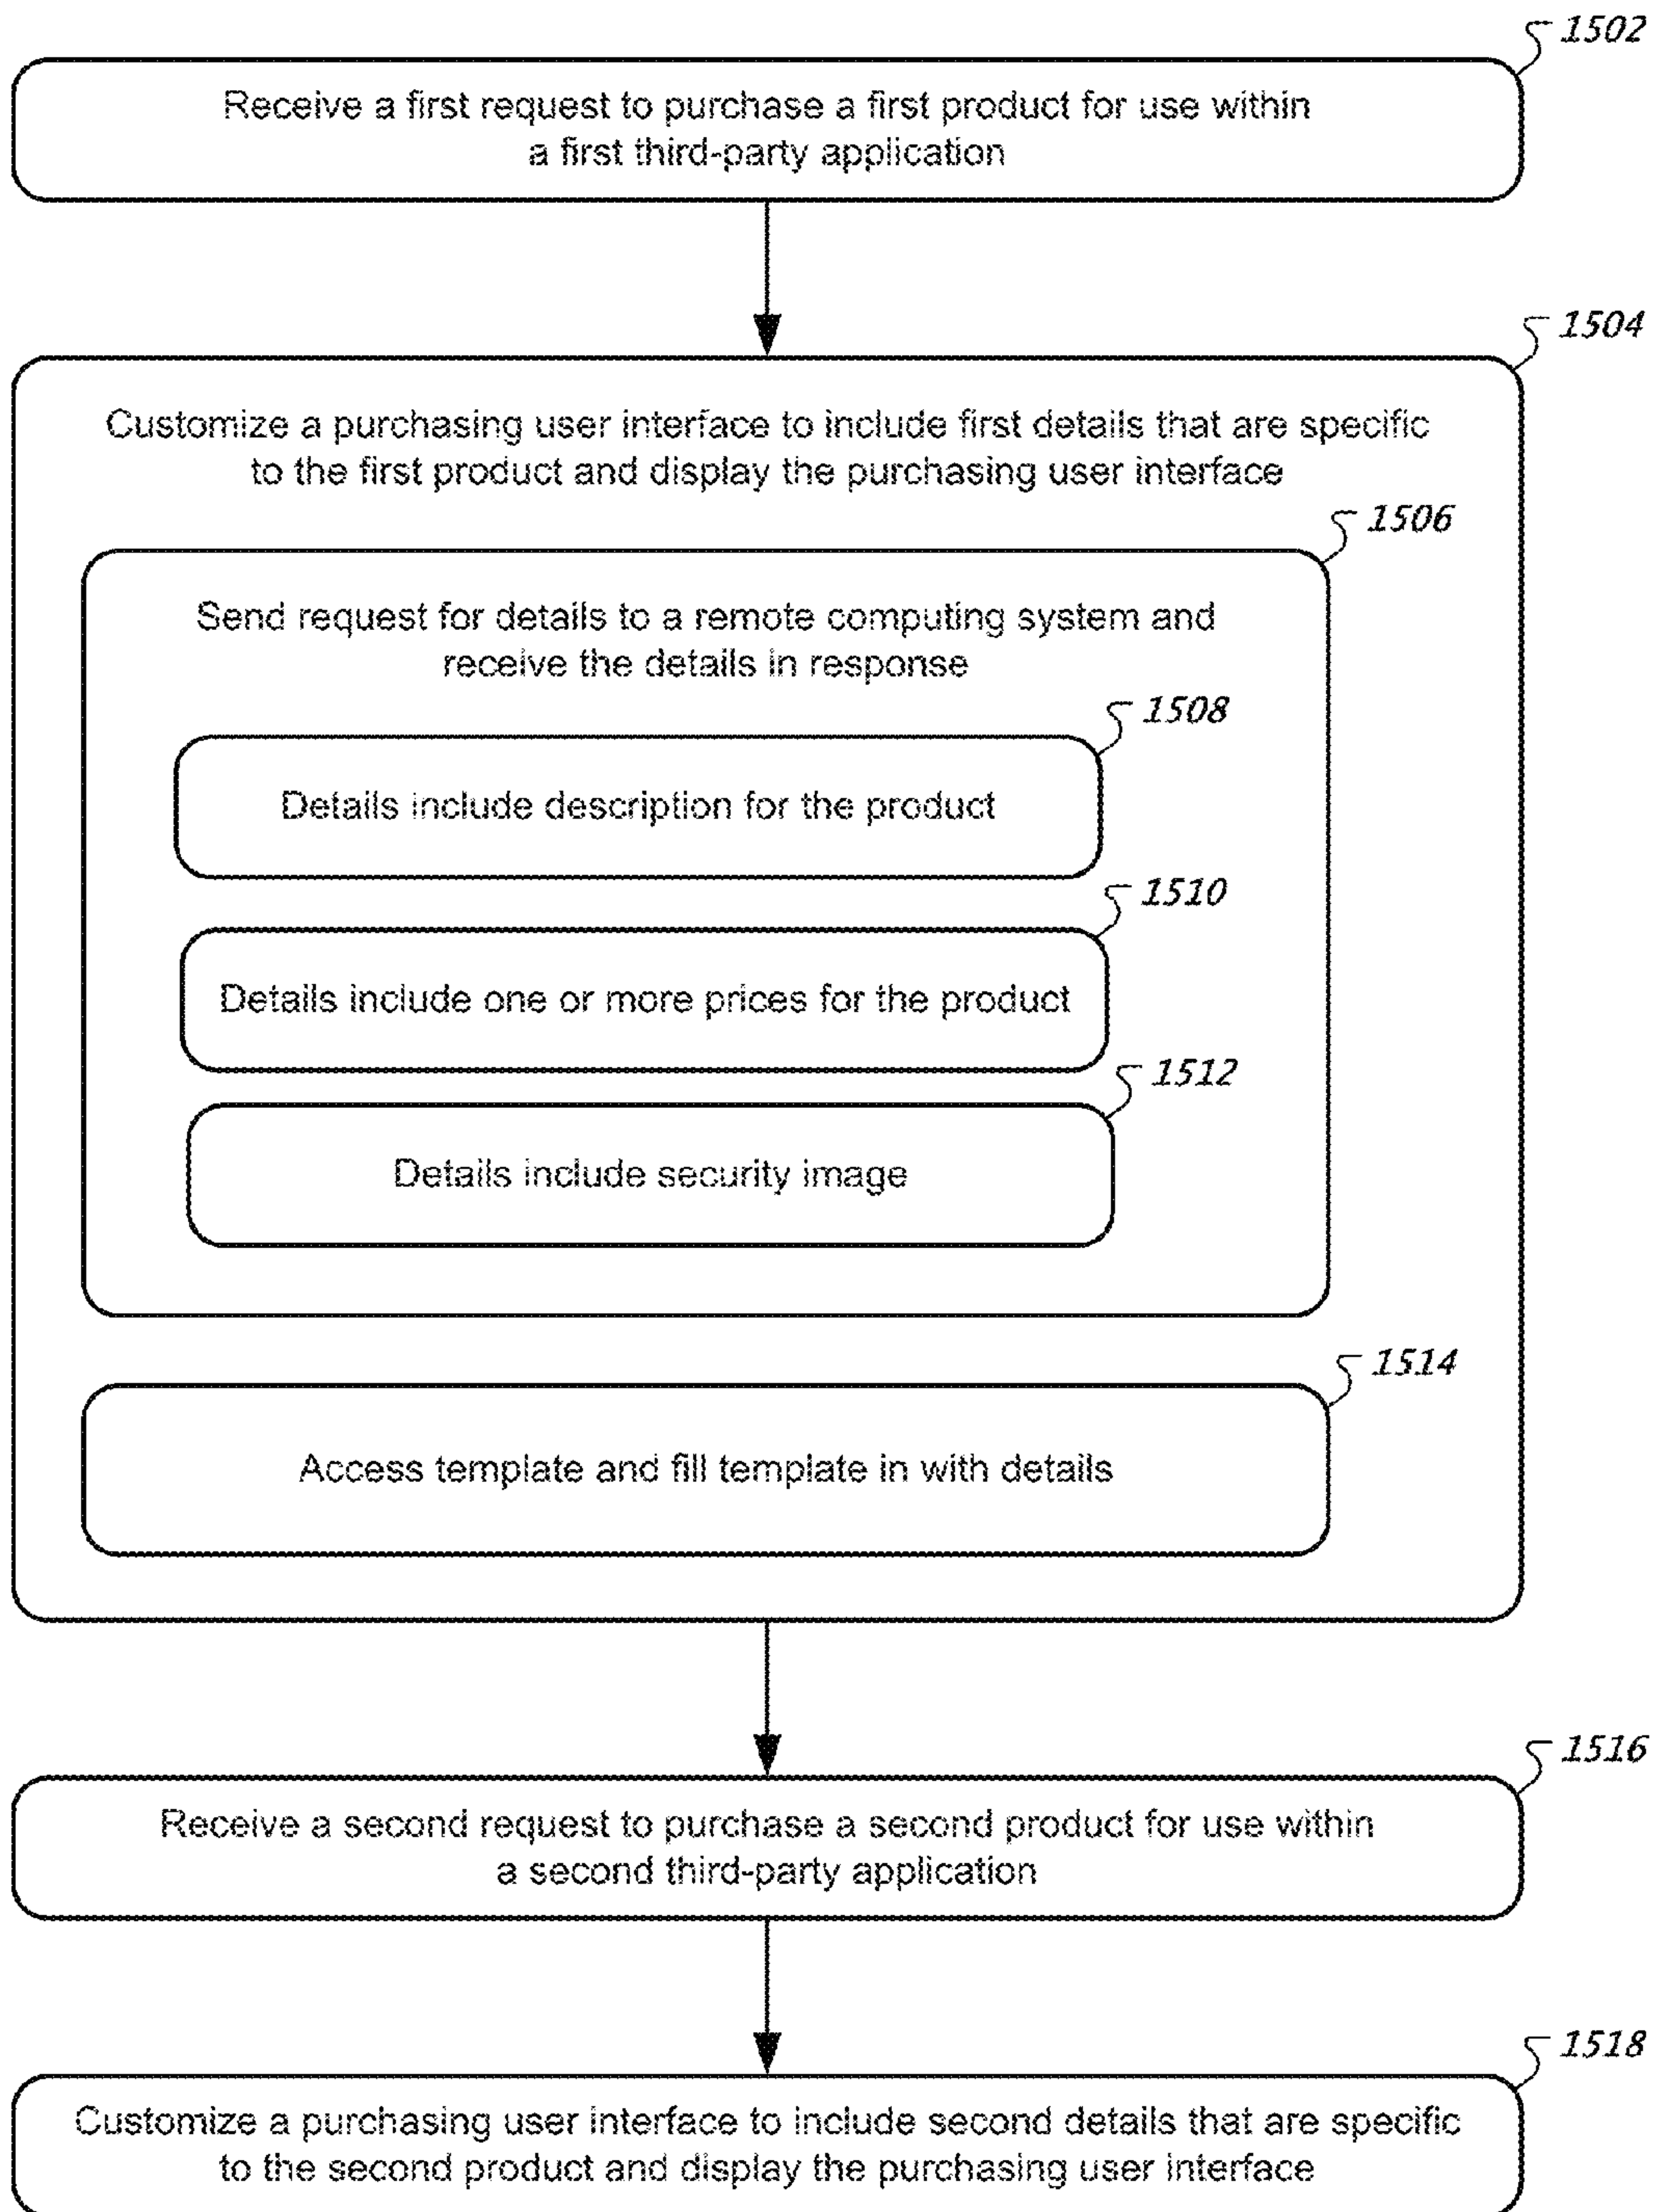 1502
Receive a first request to purchase a first product for use within
a first third-party application
1504
Customize a purchasing user interface to include first details that are specific
to the first product and display the purchasing user interface
1506
Send request for details to a remote computing system and
receive the details in response
1508
Details include description for the product
1510
Details include one or more prices for the product
1512
Details include security image
1514
Access template and fill template in with details
1516
Receive a second request to purchase a second product for use within
a second third-party application
1518
Customize a purchasing user interface to include second details that are specific
to the second product and display the purchasing user interface